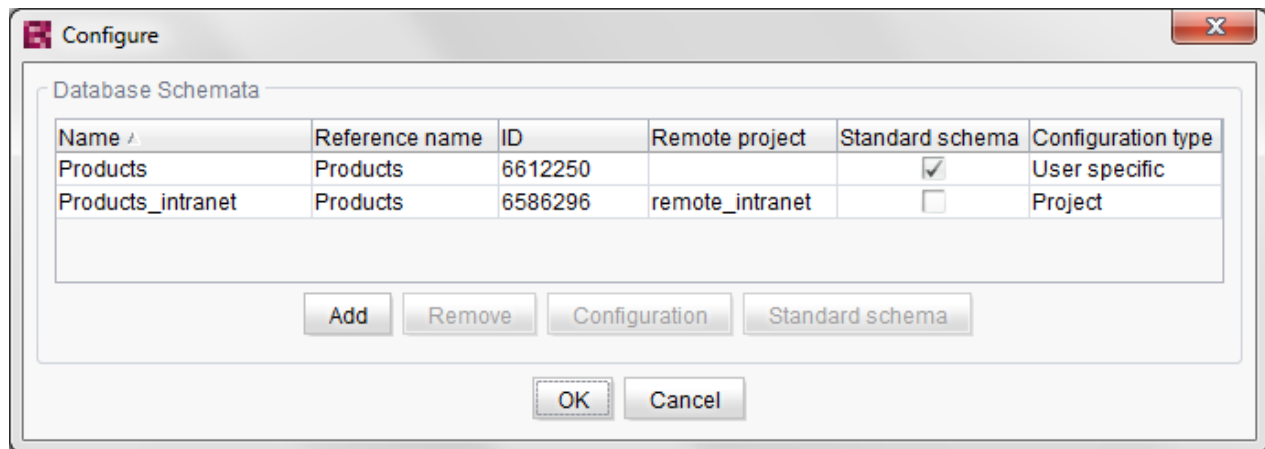 Configure
Database Schemata
Name Reference name ID Remote project Standard schema Configuration type
Products Products 6612250 User specific
Products_intranet Products 6586296 remote_intranet Project
Add Remove Configuration Standard schema
OK Cancel